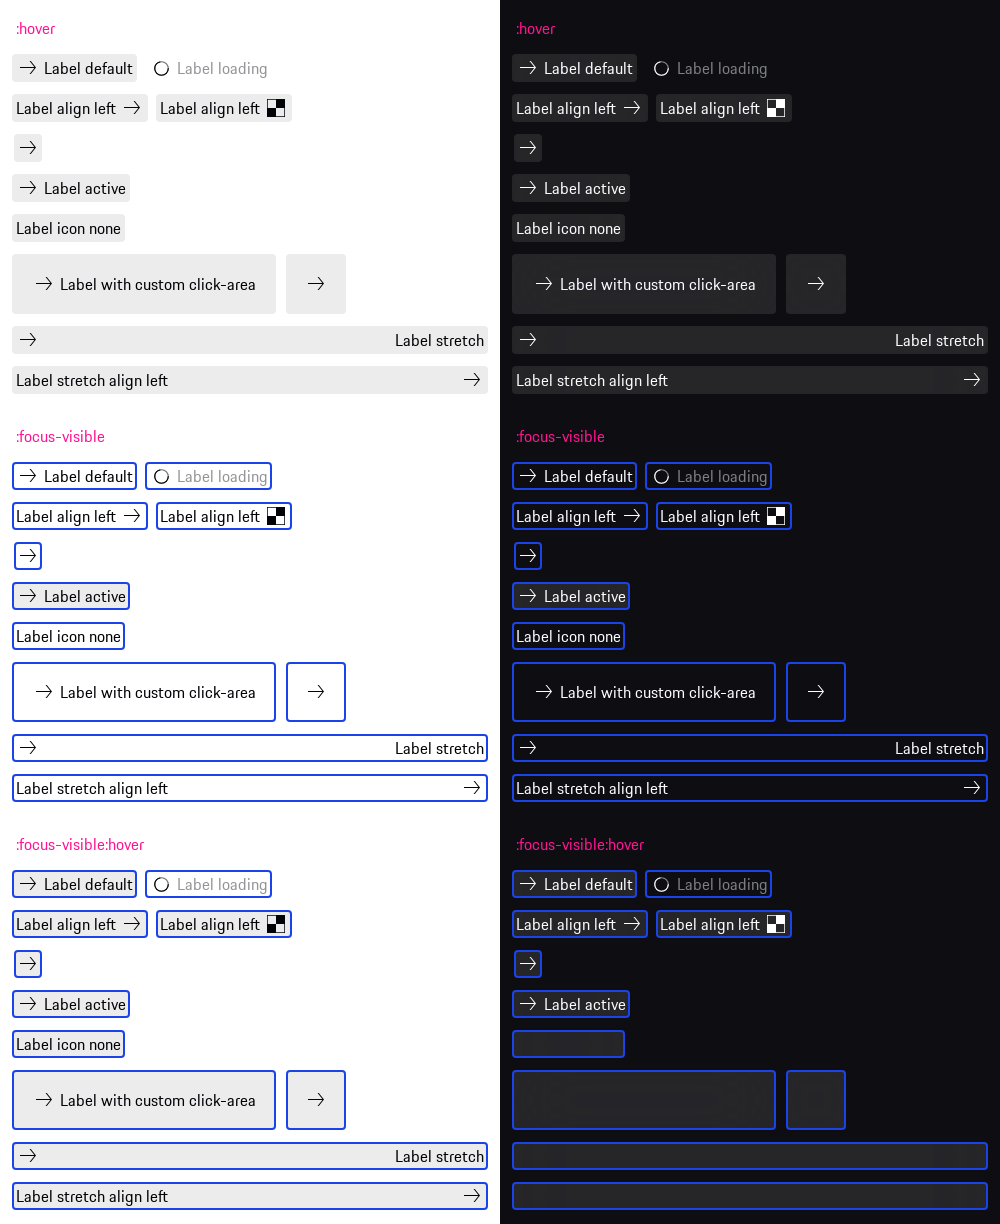 :hover
Label default Label loading
Label align left Label align left
Label active
Label icon none
Label with custom click-area
Label stretch
Label stretch align left
:focus-visible
Label default Label loading
Label align left Label align left
Label active
Label icon none
Label with custom click-area
Label stretch
Label stretch align left
:focus-visible:hover
Label default Label loading
Label align left Label align left
Label active
Label icon none
Label with custom click-area
Label stretch
Label stretch align left
:hover
Label default Label loading
Label align left Label align left
Label active
Label icon none
Label with custom click-area
Label stretch
Label stretch align left
:focus-visible
Label default Label loading
Label align left Label align left
Label active
Label icon none
Label with custom click-area
Label stretch
Label stretch align left
:focus-visible:hover
Label default Label loading
Label align left Label align left
Label active